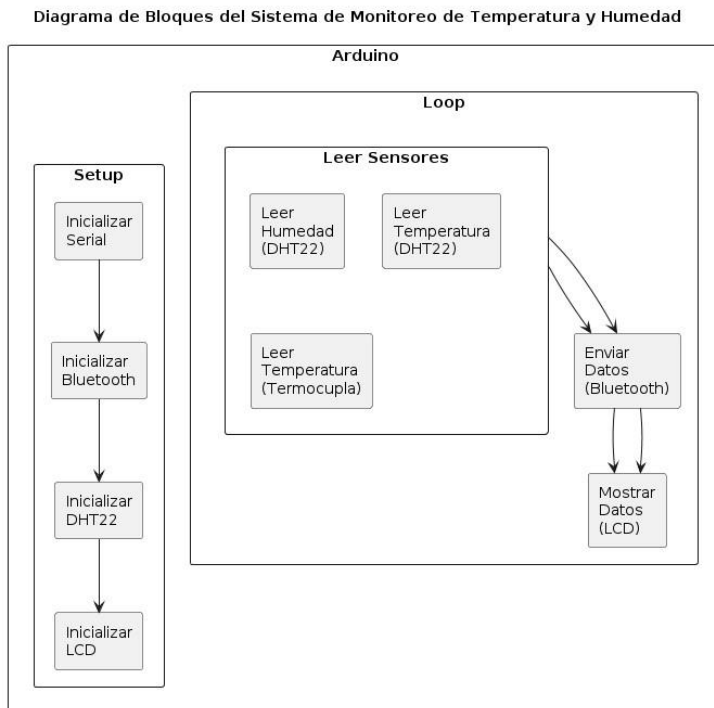 Diagrama de Bloques del Sistema de Monitoreo de Temperatura y Humedad
Arduino
Setup
Inicializar
Serial
Inicializar
Bluetooth
Inicializar
DHT22
Inicializar
LCD
Loop
Leer Sensores
Leer
Humedad
(DHT22)
Leer
Temperatura
(DHT22)
Leer
Temperatura
(Termocupla)
Enviar
Datos
(Bluetooth)
Mostrar
Datos
(LCD)